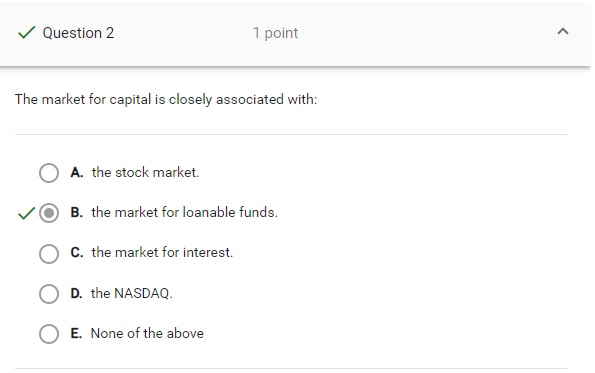 Question 2 1 point
The market for capital is closely associated with:
A. the stock market.
B. the market for loanable funds.
C. the market for interest.
D. the NASDAQ.
E. None of the above